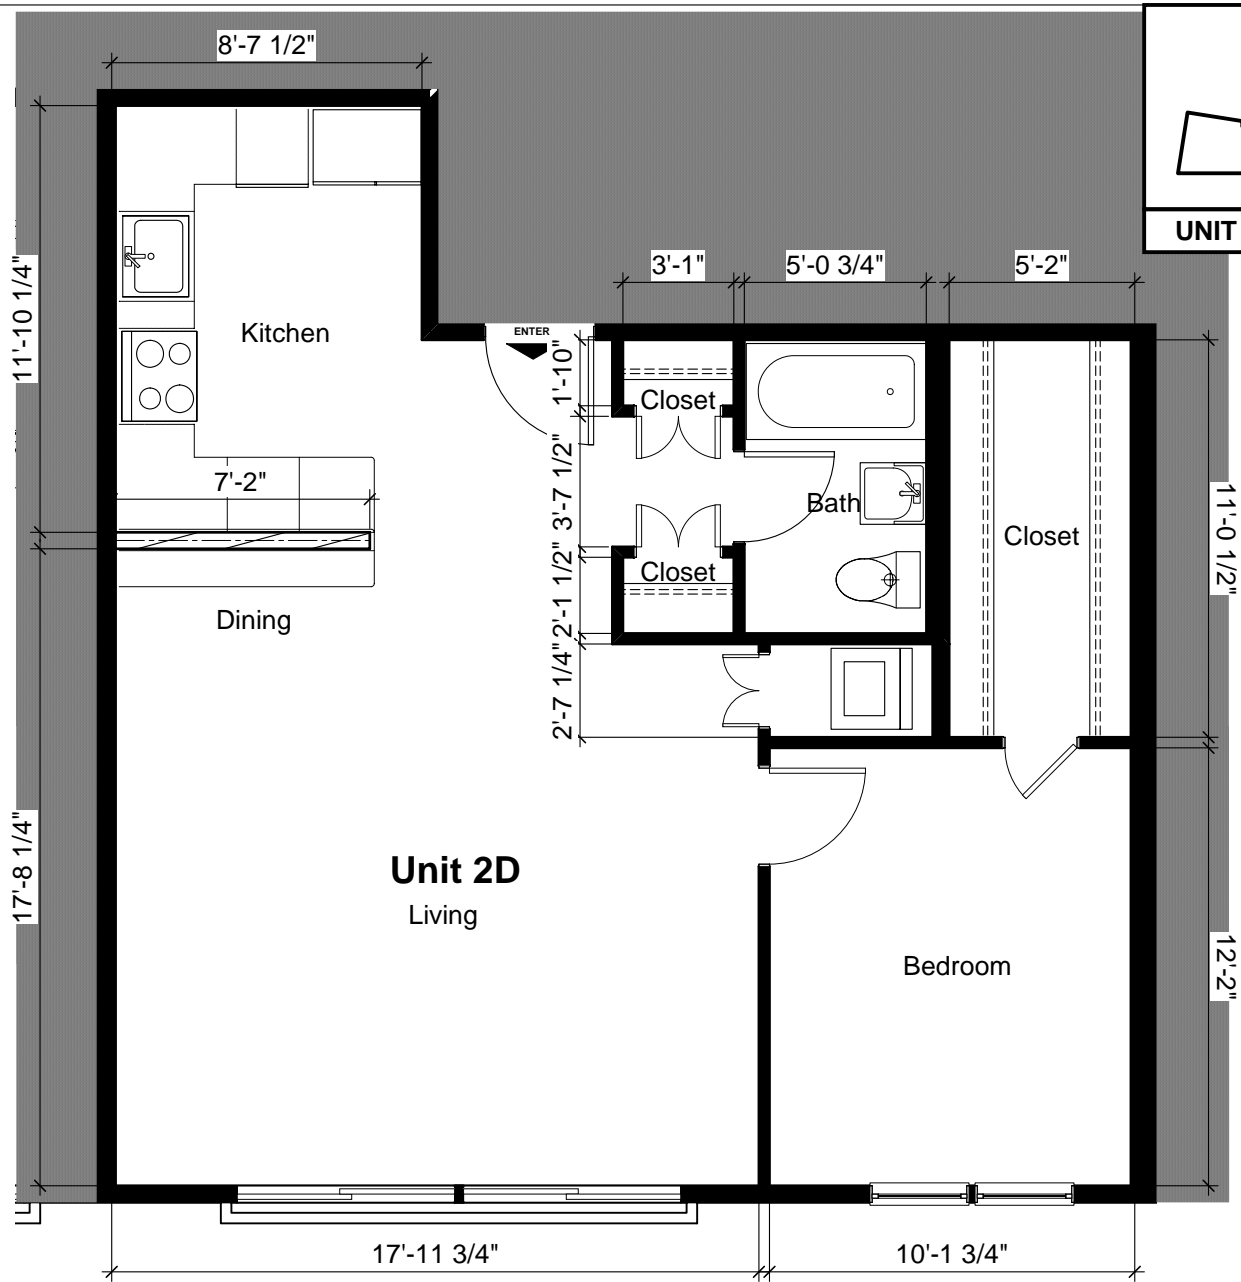 8'-7 1/2"
UNIT
3'-1"
5'-0 3/4"
5'-2"
11'-10 1/4"
Kitchen
ENTER
1'-10"
Closet
7'-2"
3'-7 1/2"
Bath
Closet
11'-0 1/2"
Closet
2'-1 1/2"
Dining
2'-7 1/4"
Unit 2D
17'-8 1/4"
Living
Bedroom
12'-2"
17'-11 3/4"
10'-1 3/4"